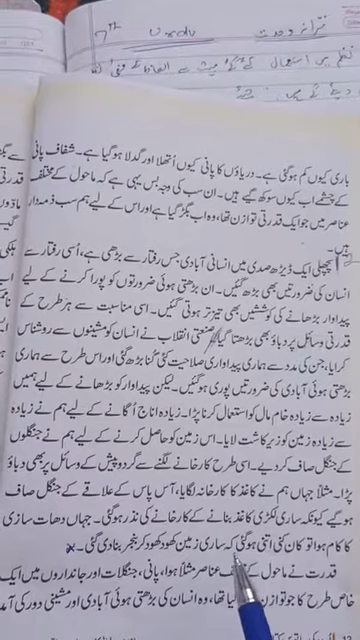 7th Urdu ترانۂ وحدت
باری کیوں کم ہوگئی ہے۔ دریاؤں کا پانی کیوں اُتھلا اور گدلا ہوگیا ہے۔ شفاف پانی
کے چشمے اب کیوں سوکھ گیے ہیں۔ ان سب کی وجہ بس یہی ہے کہ ماحول کے مختلف
عناصر میں جو ایک قدرتی توازن تھا، وہ اب بگڑ گیا ہے اور اس کے لیے ہم سب ذمہ دار
ہیں۔
پچھلی ایک ڈیڑھ صدی میں انسانی آبادی جس رفتار سے بڑھی ہے، اُسی رفتار سے
انسان کی ضرورتیں بھی بڑھ گئیں۔ ان بڑھتی ہوئی ضرورتوں کو پورا کرنے کے لیے
پیداوار بڑھانے کی کوششیں بھی تیز تر ہوتی گئیں۔ اسی مناسبت سے ہر طرح کے
قدرتی وسائل پر دباؤ بھی بڑھتا گیا۔ صنعتی انقلاب نے انسان کو مشینوں سے روشناس
کرایا، جن کی مدد سے ہماری پیداواری صلاحیت کئی گنا بڑھ گئی اور اس طرح سے ہماری
بڑھتی ہوئی آبادی کی ضرورتیں پوری ہو گئیں۔ لیکن پیداوار کو بڑھانے کے لیے ہمیں
زیادہ سے زیادہ خام مال کو استعمال کرنا پڑا۔ زیادہ اناج اُگانے کے لیے ہم نے زیادہ
سے زیادہ زمین کو زیرِ کاشت لایا۔ اس زمین کو حاصل کرنے کے لیے ہم نے جنگلوں
کے جنگل صاف کر دیے۔ اسی طرح کارخانے لگنے سے گرد و پیش کے وسائل پر بھی دباؤ
پڑا۔ مثلاً جہاں ہم نے کاغذ کا کارخانہ لگایا، آس پاس کے علاقے کے جنگل صاف
ہو گیے کیونکہ ساری لکڑی کاغذ بنانے کے کارخانے کی نذر ہو گئی۔ جہاں دھات سازی
کا کام ہوا تو کان کنی اتنی ہوئی کہ ساری زمین کھود کھود کر بنجر بنا دی گئی۔
قدرت نے ماحول کے عناصر مثلاً ہوا، پانی، جنگلات اور جانداروں میں ایک
خاص طرح کا جو توازن تھا، وہ انسان کی بڑھتی ہوئی آبادی اور مشینی دور کی آمد